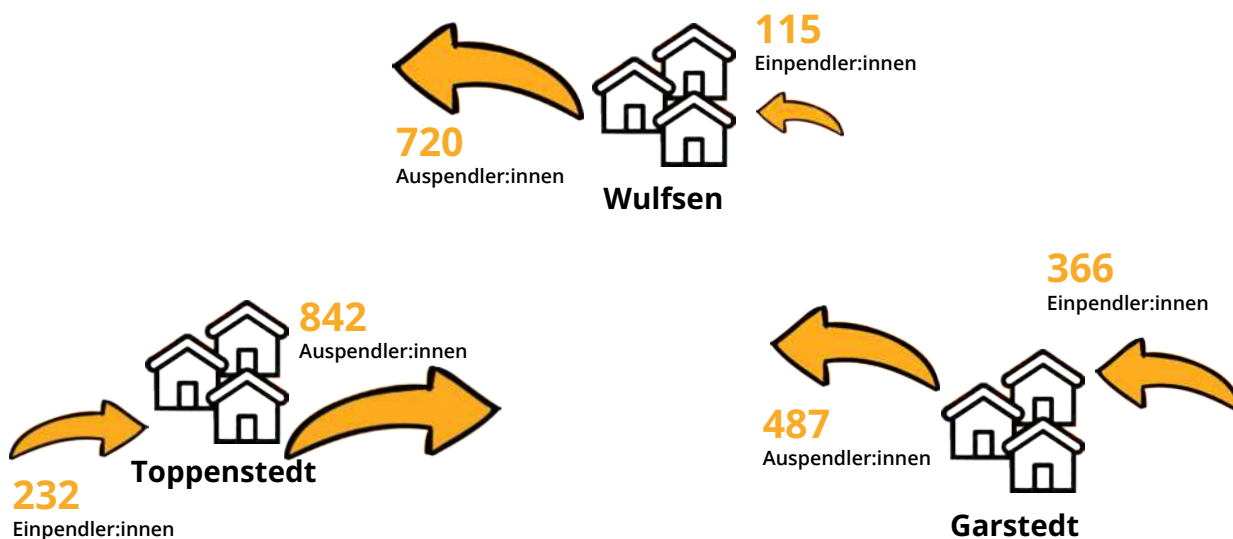 115
Einpendler:innen
720
Auspendler:innen
Wulfsen
842
Auspendler:innen
Toppenstedt
232
Einpendler:innen
366
Einpendler:innen
487
Auspendler:innen
Garstedt